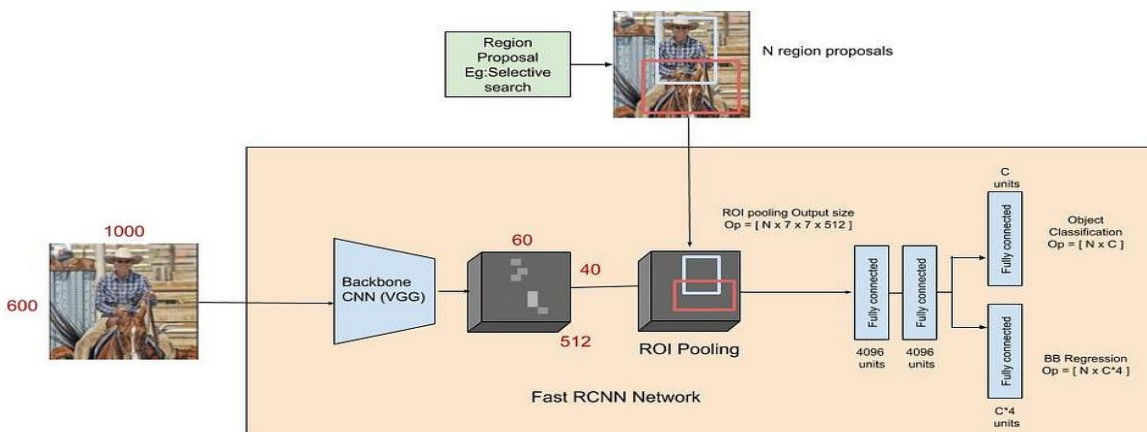 Region
Proposal
Eg:Selective
search
N region proposals
1000
600
Backbone
CNN (VGG)
60
40
512
ROI pooling Output size
Op = [ N x 7 x 7 x 512 ]
ROI Pooling
Fully connected
4096
units
Fully connected
4096
units
C
units
Fully connected
Object
Classification
Op = [ N x C ]
Fully connected
C*4
units
BB Regression
Op = [ N x C*4 ]
Fast RCNN Network